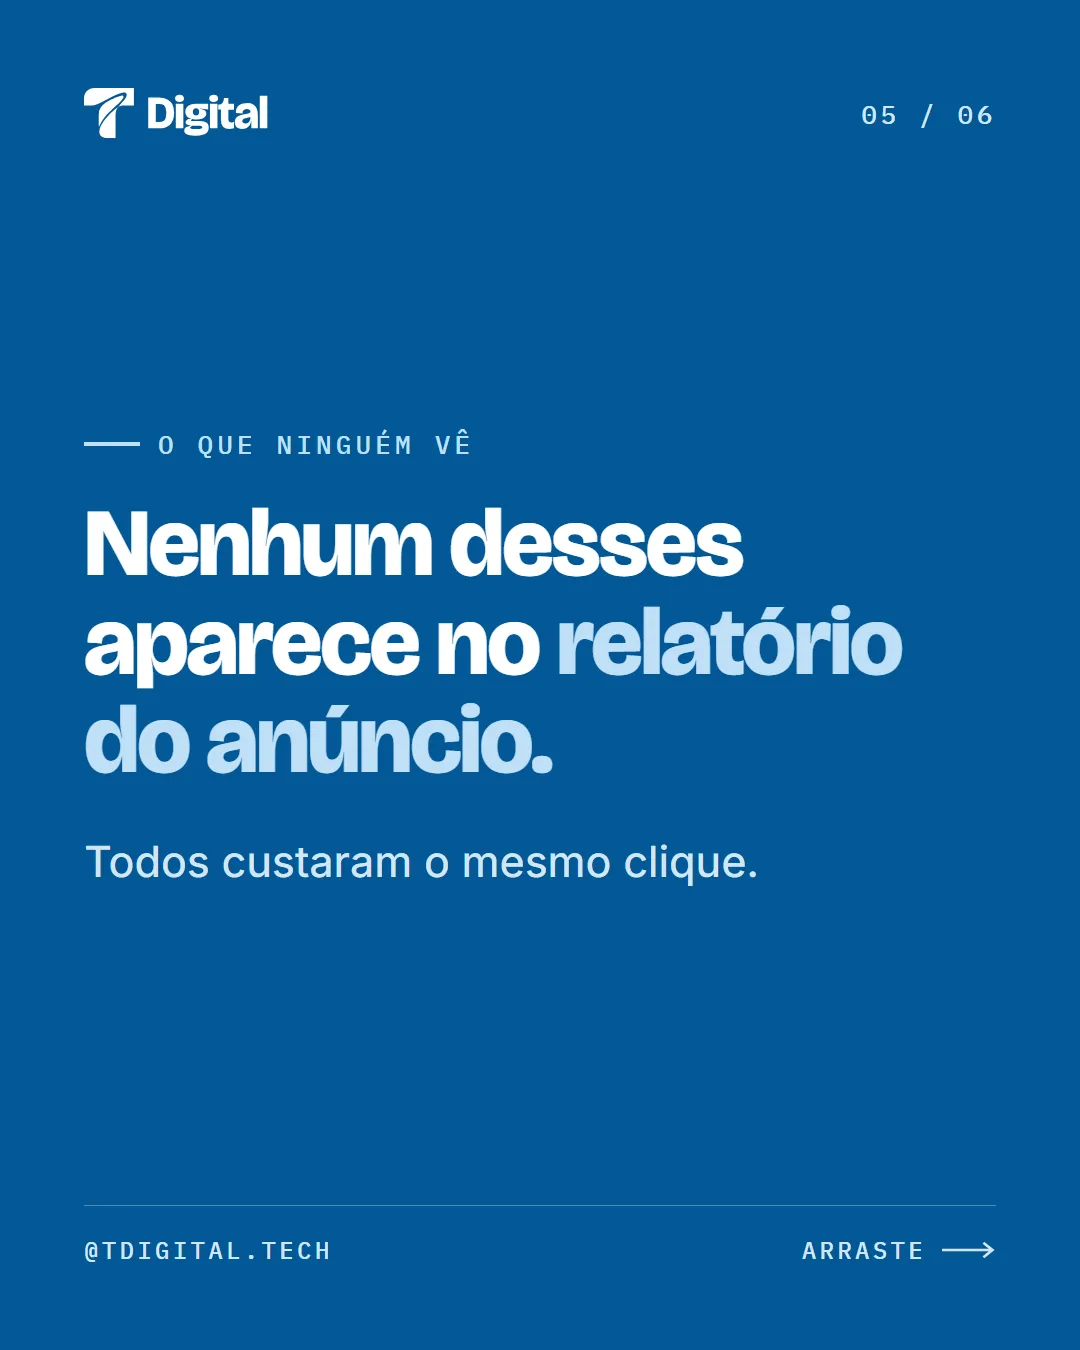 Digital
05 / 06
O QUE NINGUÉM VÊ
Nenhum desses
aparece no relatório
do anúncio.
Todos custaram o mesmo clique.
@TDIGITAL.TECH
ARRASTE